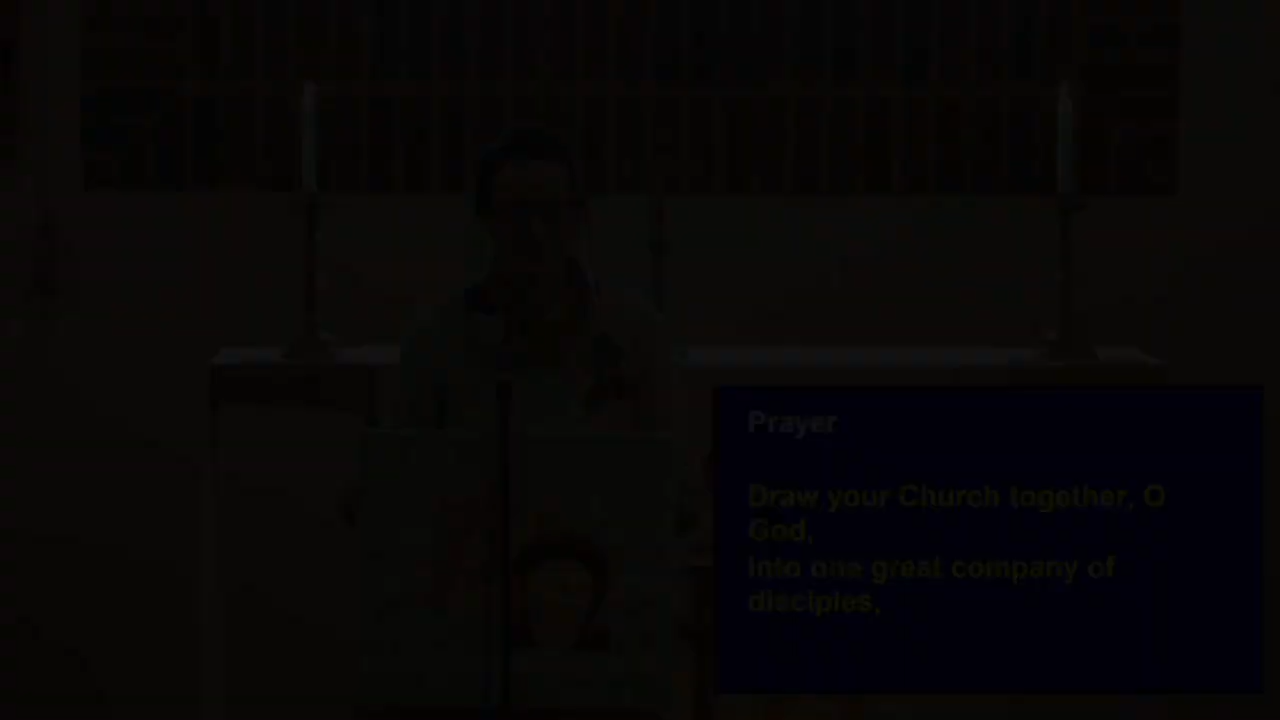 Prayer
Draw your Church together, O
God,
into one great company of
disciples,